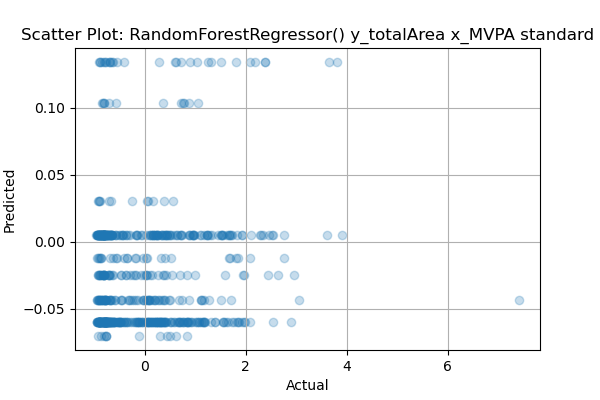 Scatter Plot: RandomForestRegressor() y_totalArea x_MVPA standard
0.10
0.05
0.00
−0.05
Predicted
0
2
4
6
Actual